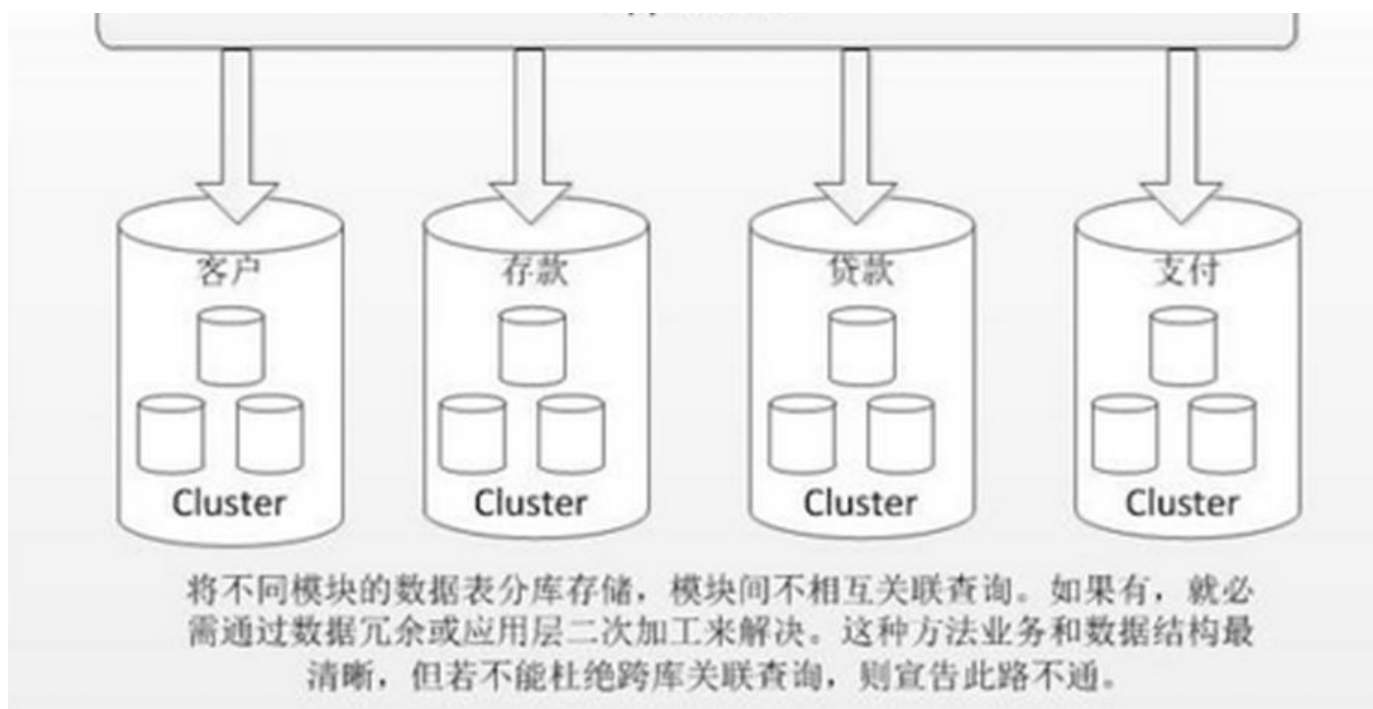 客户
存款
贷款
支付
Cluster
Cluster
Cluster
Cluster
将不同模块的数据表分库存储，模块间不相互关联查询。如果有，就必
需通过数据冗余或应用层二次加工来解决。这种方法业务和数据结构最
清晰，但若不能杜绝跨库关联查询，则宣告此路不通。